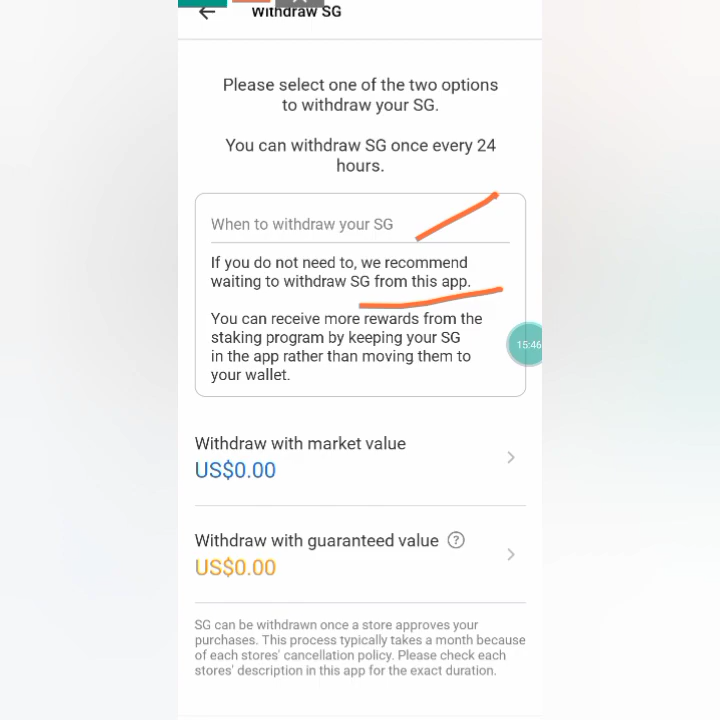 Withdraw SG
Please select one of the two options
to withdraw your SG.
You can withdraw SG once every 24
hours.
When to withdraw your SG
If you do not need to, we recommend
waiting to withdraw SG from this app.
You can receive more rewards from the
staking program by keeping your SG
in the app rather than moving them to
your wallet.
15:46
Withdraw with market value
US$0.00
Withdraw with guaranteed value ?
US$0.00
SG can be withdrawn once a store approves your
purchases. This process typically takes a month because
of each stores' cancellation policy. Please check each
stores' description in this app for the exact duration.